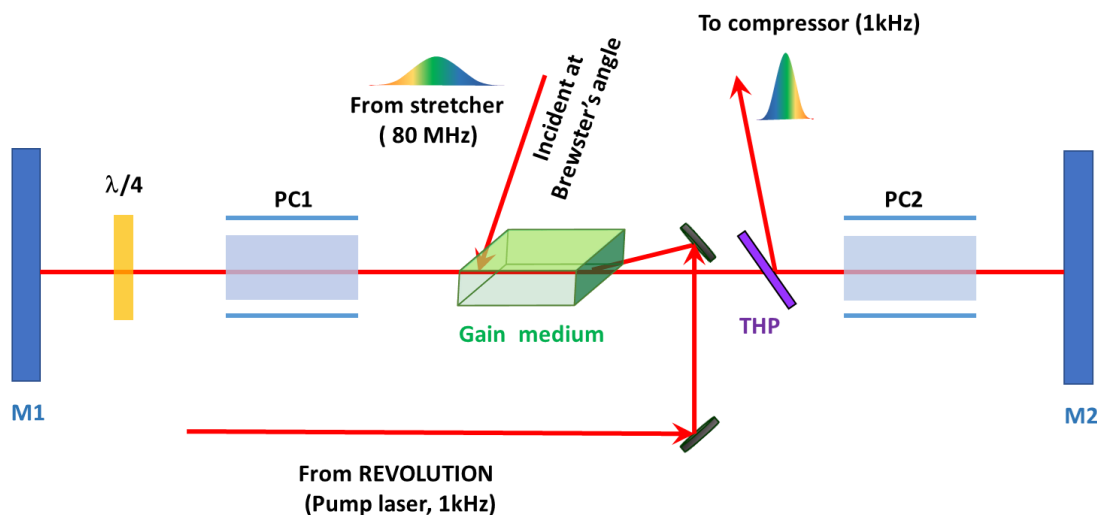 To compressor (1kHz)
From stretcher
( 80 MHz)
Incident at
Brewster's angle
λ/4
PC1
PC2
THP
Gain medium
M1
M2
From REVOLUTION
(Pump laser, 1kHz)